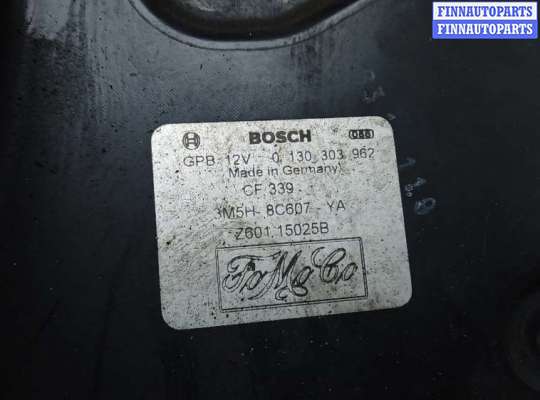 FINNAUTOPARTS
FINNAUTOPARTS
BOSCH
GPB 12V 0 130 303 962
Made in Germany
CF 339
3M5H-8C607-YA
Z601 15025B
FoMoCo